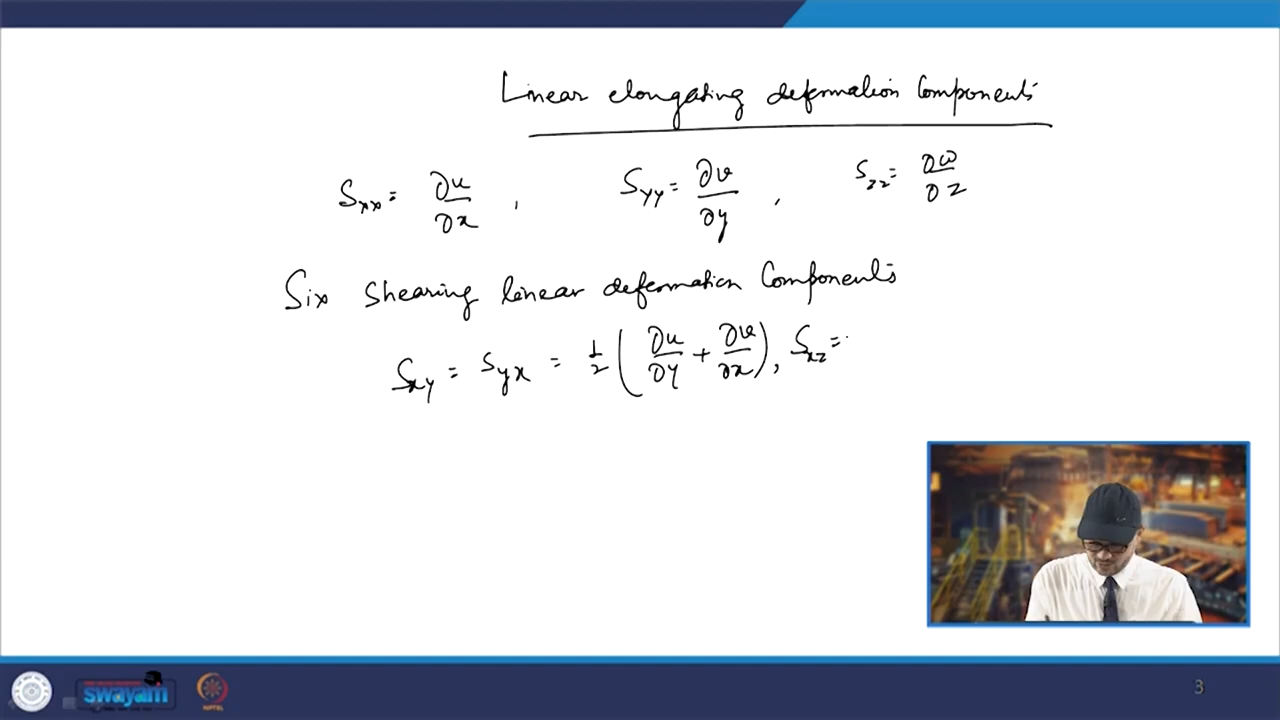 Linear elongating deformation components
Sxx = ∂u/∂x , Syy = ∂v/∂y , Szz = ∂w/∂z
Six shearing linear deformation Components
Sxy = Syx = 1/2 (∂u/∂y + ∂v/∂x), Sxz =
swayam
NPTEL
3